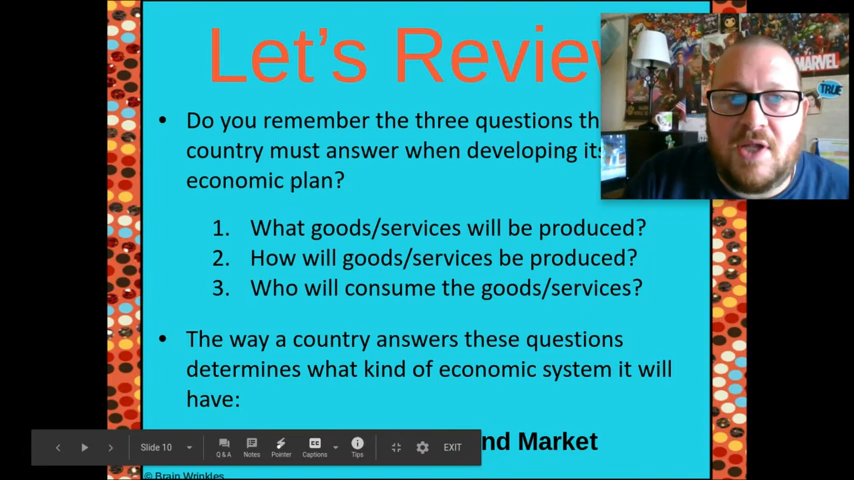 Let's Review
MARVEL
TRUE
• Do you remember the three questions
country must answer when developing its
economic plan?
1. What goods/services will be produced?
2. How will goods/services be produced?
3. Who will consume the goods/services?
• The way a country answers these questions
determines what kind of economic system it will
have:
nd Market
Slide 10
Q & A
Notes
Pointer
Captions
Tips
EXIT
© Brain Wrinkles